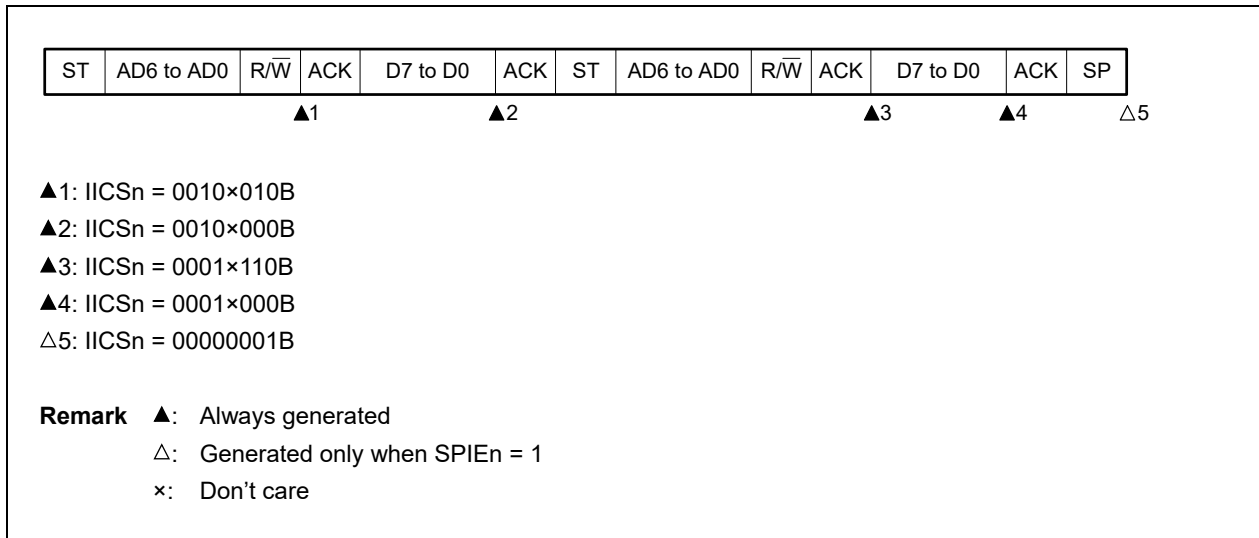 ST AD6 to AD0 R/W̅ ACK D7 to D0 ACK ST AD6 to AD0 R/W̅ ACK D7 to D0 ACK SP
▲1 ▲2 ▲3 ▲4 △5
▲1: IICSn = 0010×010B
▲2: IICSn = 0010×000B
▲3: IICSn = 0001×110B
▲4: IICSn = 0001×000B
△5: IICSn = 00000001B
Remark ▲: Always generated
△: Generated only when SPIEn = 1
×: Don’t care